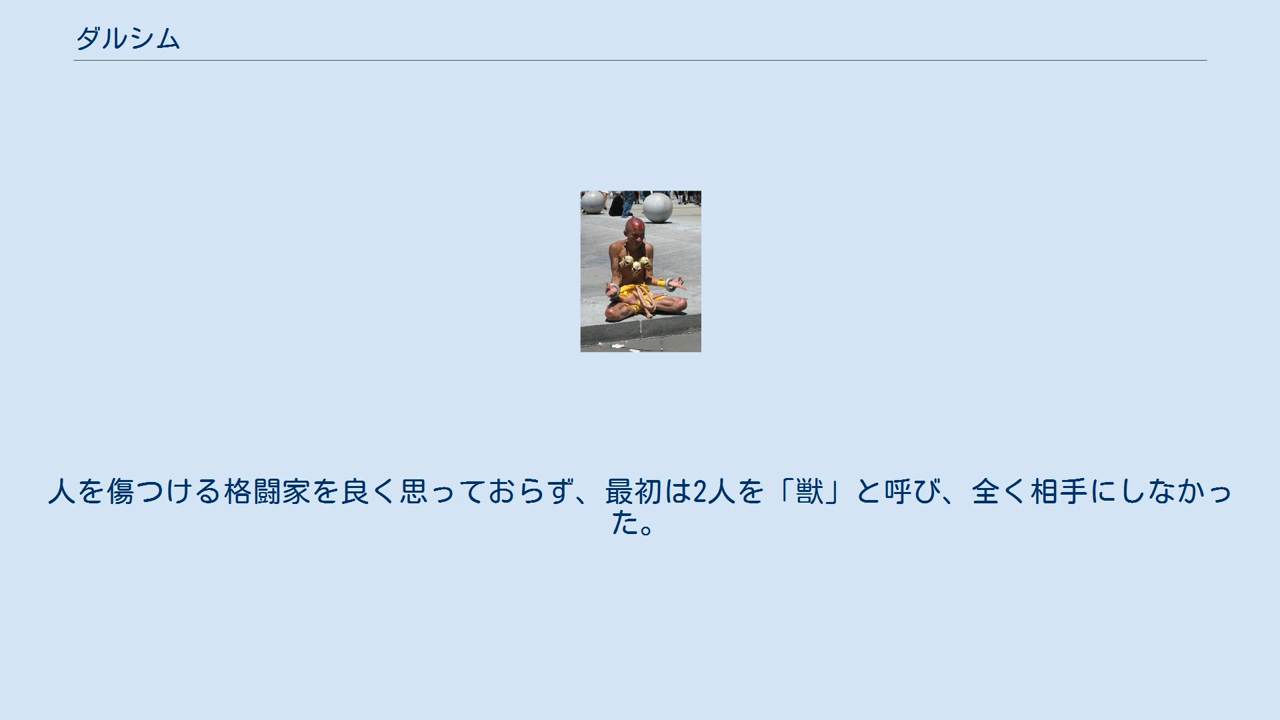 ダルシム
人を傷つける格闘家を良く思っておらず、最初は2人を「獣」と呼び、全く相手にしなかっ
た。